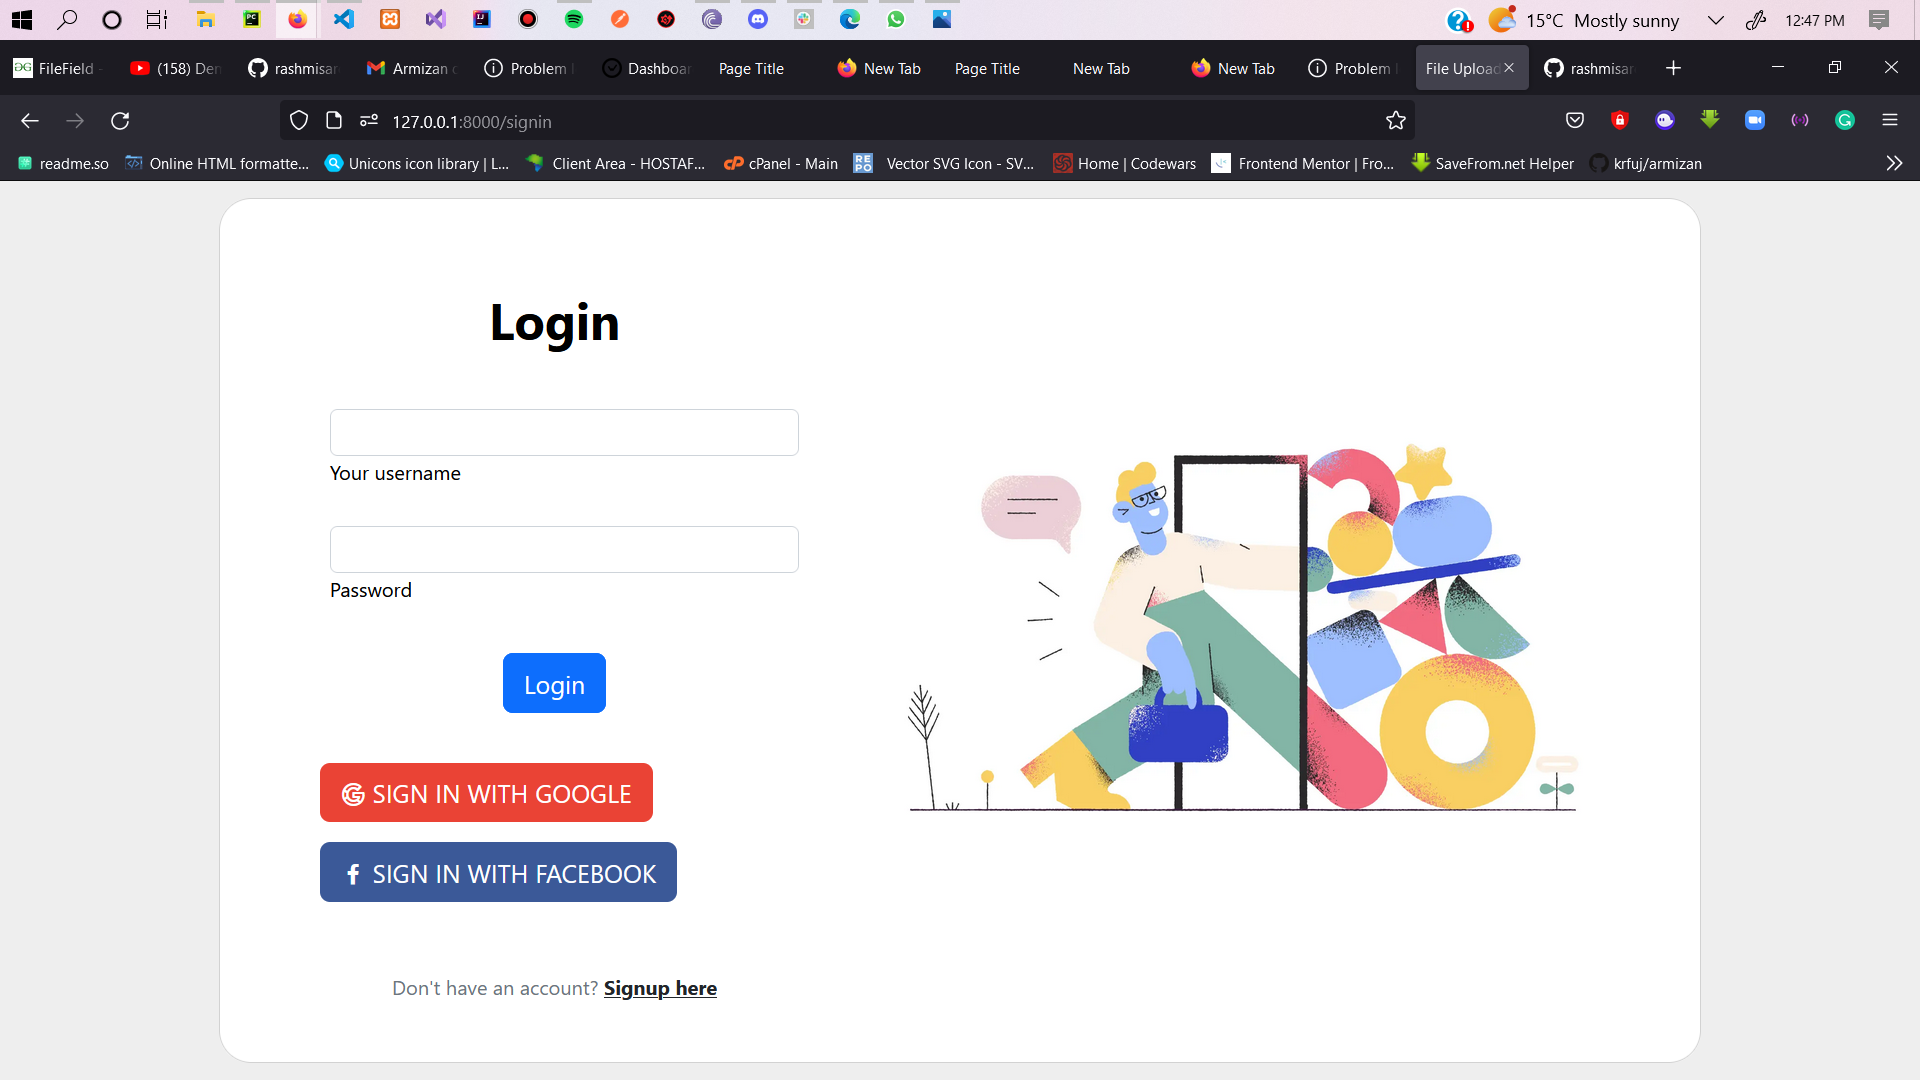 15°C Mostly sunny
12:47 PM
FileField
(158) Den
rashmisar
Armizan c
Problem
Dashboar
Page Title
New Tab
Page Title
New Tab
New Tab
Problem
File Upload
rashmisar
127.0.0.1:8000/signin
readme.so
Online HTML formatte...
Unicons icon library | L...
Client Area - HOSTAF...
cPanel - Main
Vector SVG Icon - SV...
Home | Codewars
Frontend Mentor | Fro...
SaveFrom.net Helper
krfuj/armizan
Login
Your username
Password
Login
SIGN IN WITH GOOGLE
SIGN IN WITH FACEBOOK
Don't have an account? Signup here